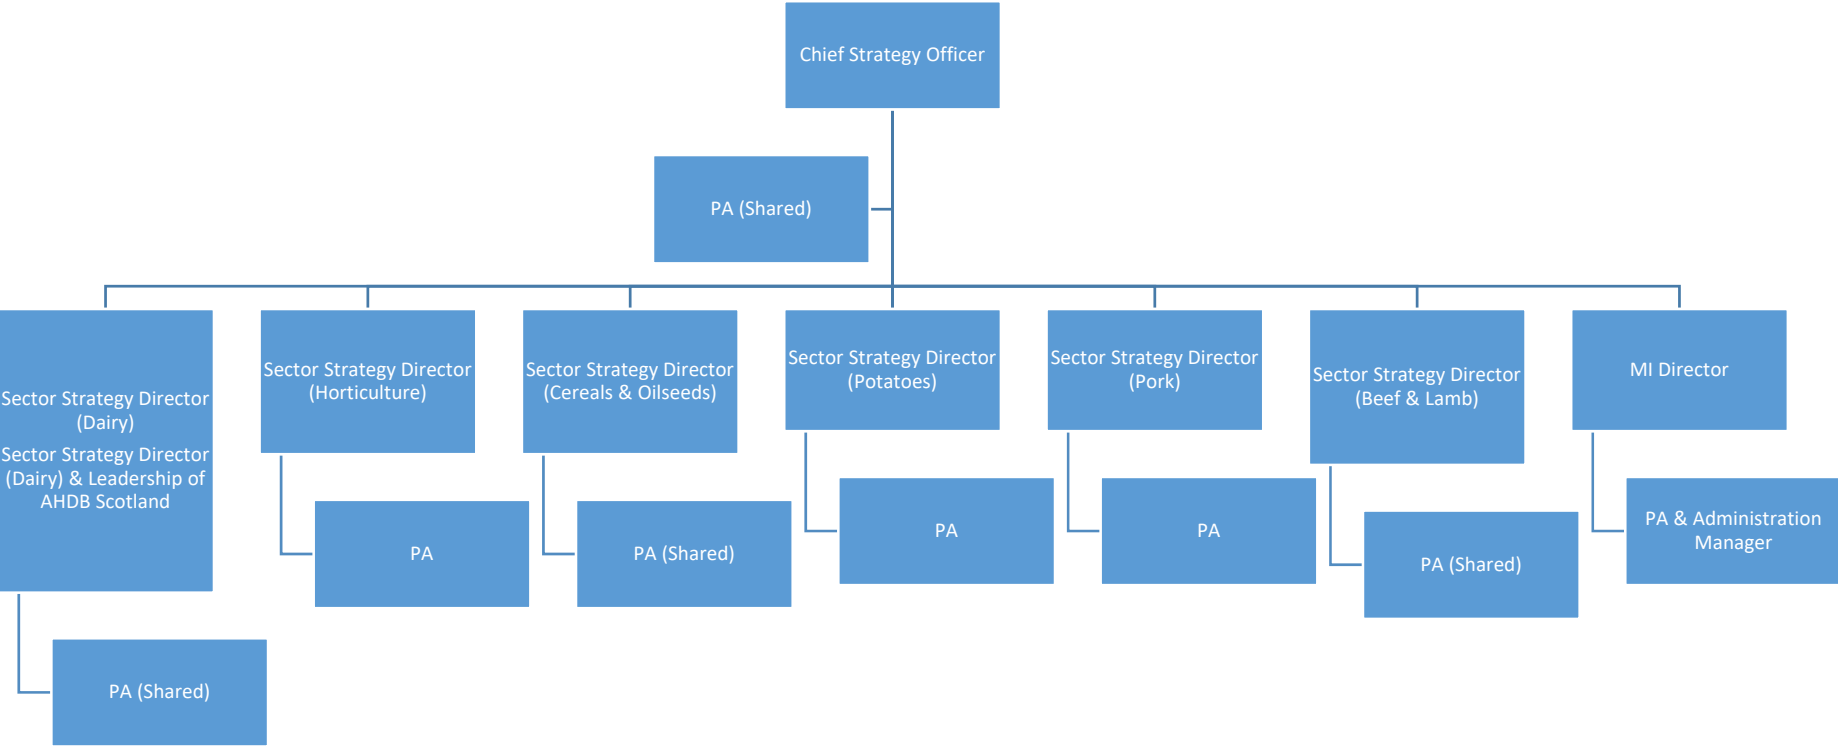 Chief Strategy Officer
PA (Shared)
Sector Strategy Director
(Dairy)
Sector Strategy Director
(Dairy) & Leadership of
AHDB Scotland
Sector Strategy Director
(Horticulture)
Sector Strategy Director
(Cereals & Oilseeds)
Sector Strategy Director
(Potatoes)
Sector Strategy Director
(Pork)
Sector Strategy Director
(Beef & Lamb)
MI Director
PA (Shared)
PA
PA (Shared)
PA
PA
PA (Shared)
PA & Administration
Manager